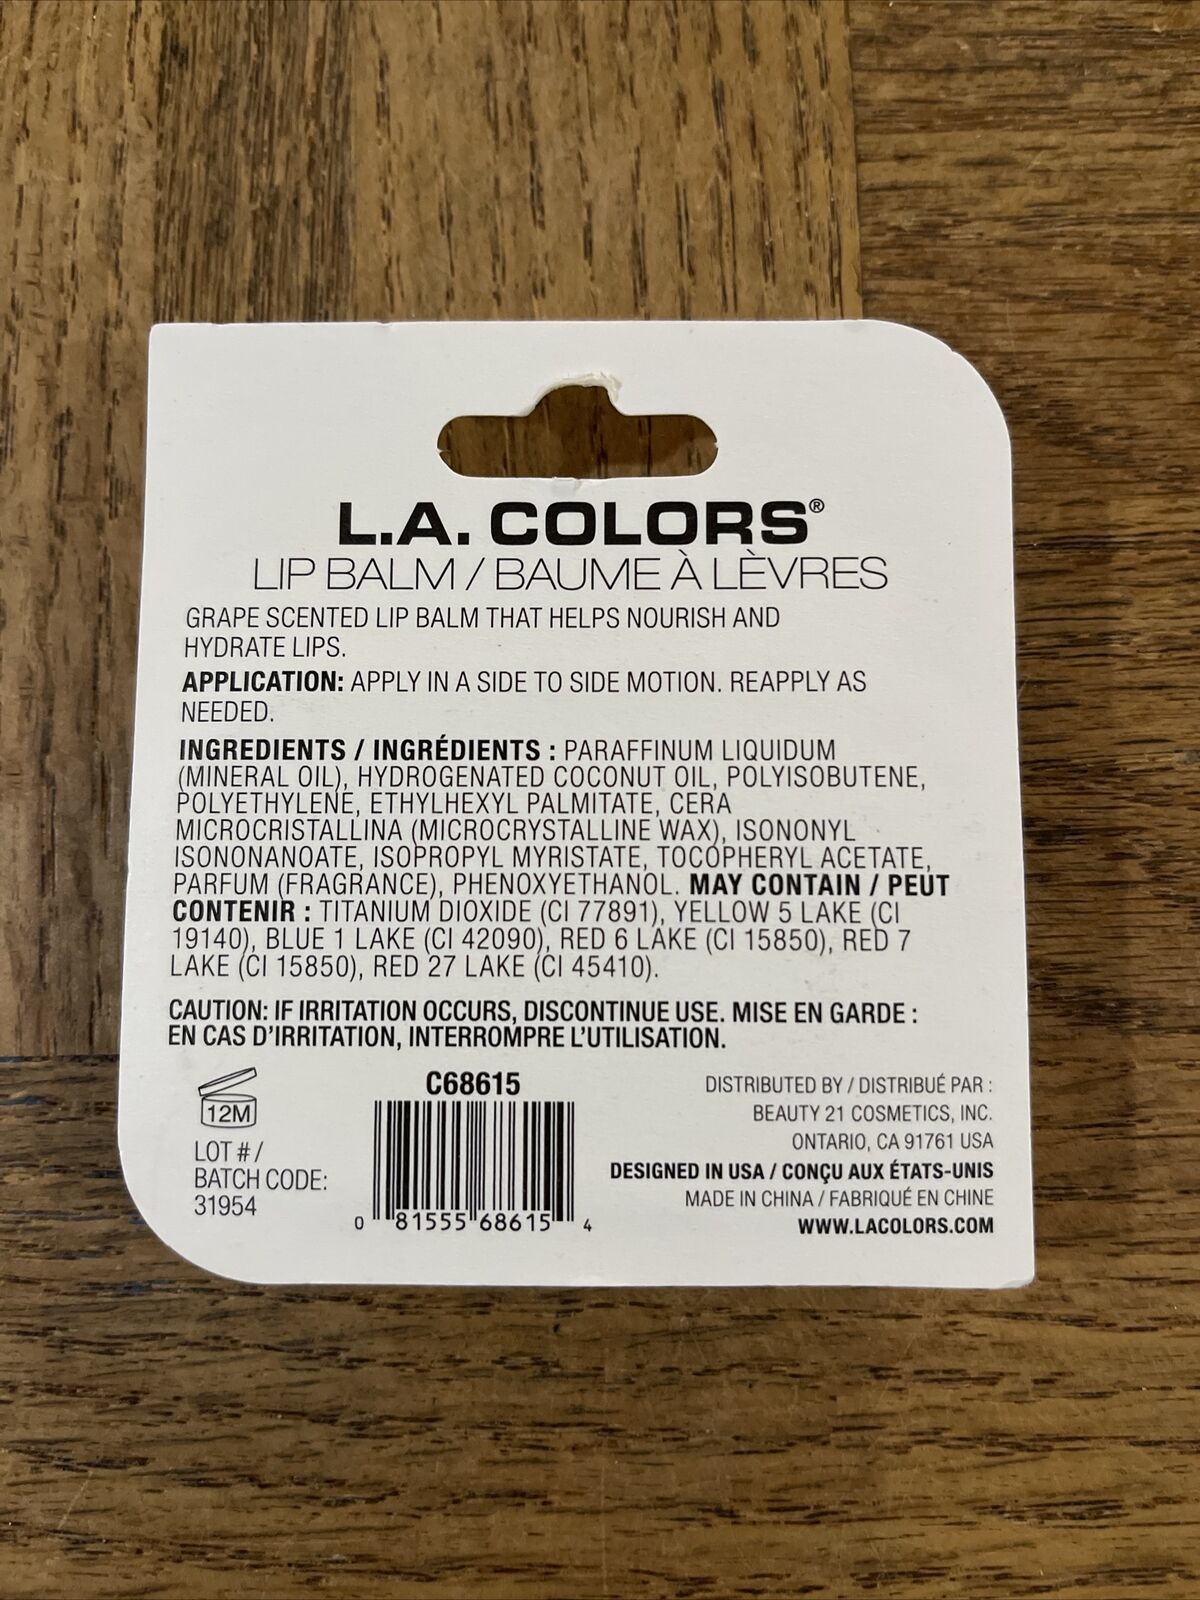 L.A. COLORS®
LIP BALM / BAUME À LÈVRES
GRAPE SCENTED LIP BALM THAT HELPS NOURISH AND
HYDRATE LIPS.
APPLICATION: APPLY IN A SIDE TO SIDE MOTION. REAPPLY AS
NEEDED.
INGREDIENTS / INGRÉDIENTS : PARAFFINUM LIQUIDUM
(MINERAL OIL), HYDROGENATED COCONUT OIL, POLYISOBUTENE,
POLYETHYLENE, ETHYLHEXYL PALMITATE, CERA
MICROCRISTALLINA (MICROCRYSTALLINE WAX), ISONONYL
ISONONANOATE, ISOPROPYL MYRISTATE, TOCOPHERYL ACETATE,
PARFUM (FRAGRANCE), PHENOXYETHANOL. MAY CONTAIN / PEUT
CONTENIR : TITANIUM DIOXIDE (CI 77891), YELLOW 5 LAKE (CI
19140), BLUE 1 LAKE (CI 42090), RED 6 LAKE (CI 15850), RED 7
LAKE (CI 15850), RED 27 LAKE (CI 45410).
CAUTION: IF IRRITATION OCCURS, DISCONTINUE USE. MISE EN GARDE :
EN CAS D'IRRITATION, INTERROMPRE L'UTILISATION.
12M
LOT # /
BATCH CODE:
31954
C68615
0 81555 68615 4
DISTRIBUTED BY / DISTRIBUÉ PAR :
BEAUTY 21 COSMETICS, INC.
ONTARIO, CA 91761 USA
DESIGNED IN USA / CONÇU AUX ÉTATS-UNIS
MADE IN CHINA / FABRIQUÉ EN CHINE
WWW.LACOLORS.COM